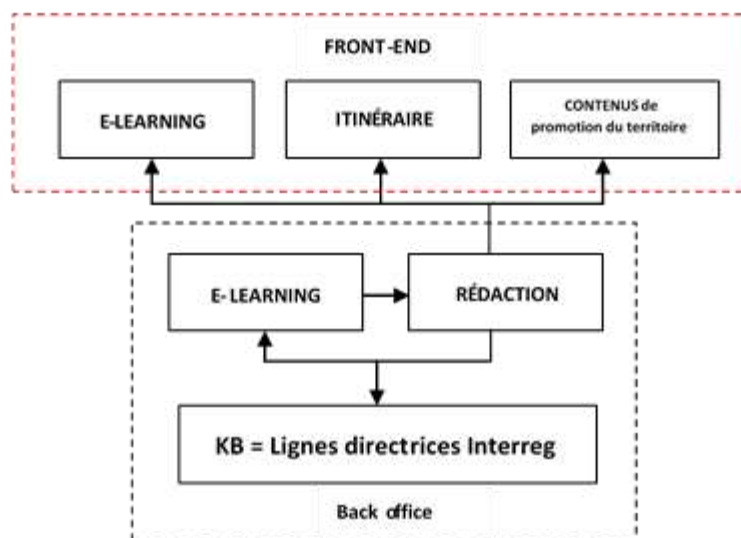 FRONT-END
E-LEARNING
ITINÉRAIRE
CONTENUS de
promotion du territoire
E- LEARNING
RÉDACTION
KB = Lignes directrices Interreg
Back office